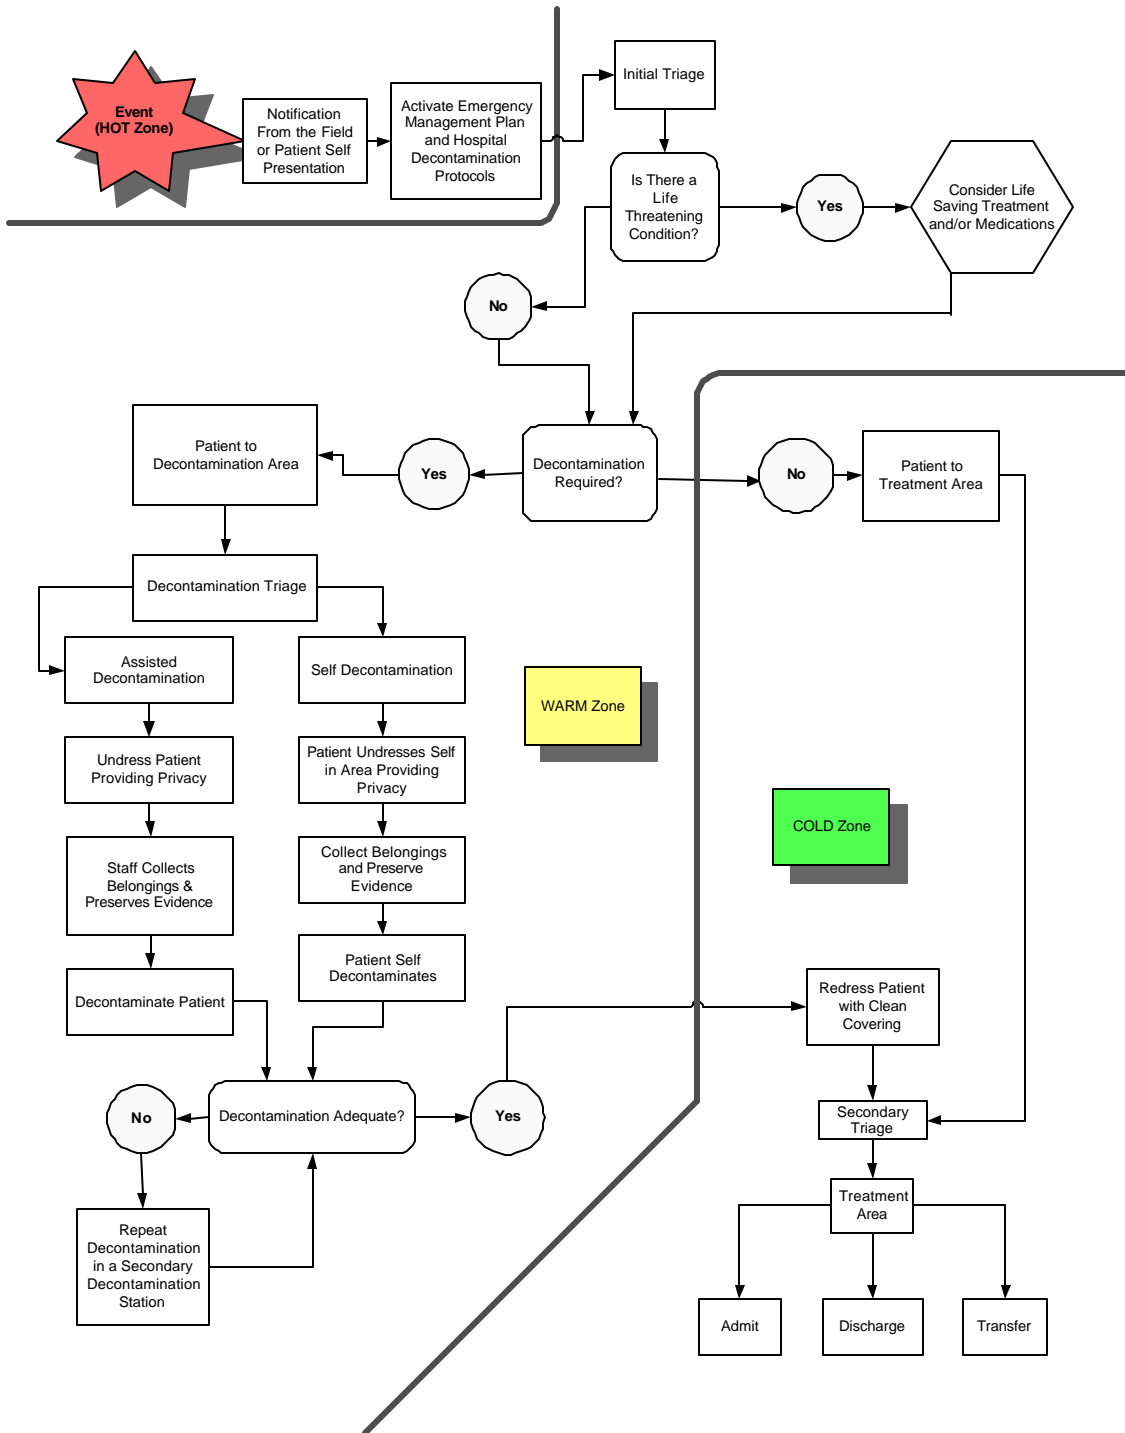 Event
(HOT Zone)
Notification
From the Field
or Patient Self
Presentation
Activate Emergency
Management Plan
and Hospital
Decontamination
Protocols
Initial Triage
Is There a
Life
Threatening
Condition?
Yes
Consider Life
Saving Treatment
and/or Medications
No
Decontamination
Required?
Yes
Patient to
Decontamination Area
No
Patient to
Treatment Area
Decontamination Triage
Assisted
Decontamination
Self Decontamination
WARM Zone
Undress Patient
Providing Privacy
Patient Undresses Self
in Area Providing
Privacy
COLD Zone
Staff Collects
Belongings &
Preserves Evidence
Collect Belongings
and Preserve
Evidence
Decontaminate Patient
Patient Self
Decontaminates
Redress Patient
with Clean
Covering
No
Decontamination Adequate?
Yes
Secondary
Triage
Repeat
Decontamination
in a Secondary
Decontamination
Station
Treatment
Area
Admit
Discharge
Transfer